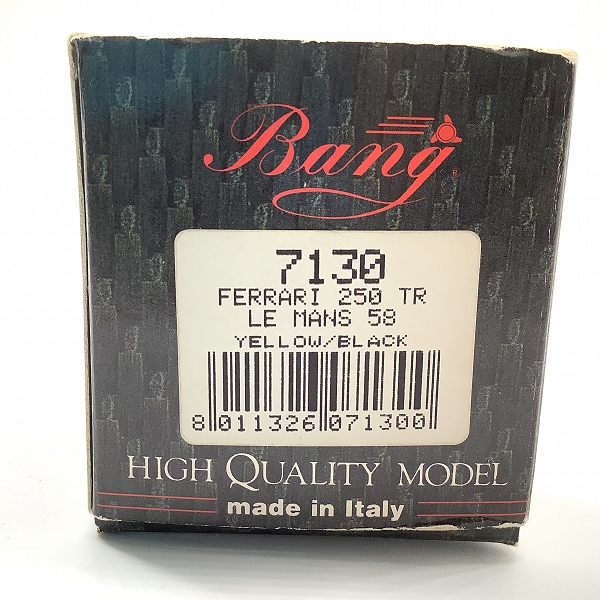 Bang
7130
FERRARI 250 TR
LE MANS 58
YELLOW/BLACK
8 011326 071300
HIGH QUALITY MODEL
made in Italy